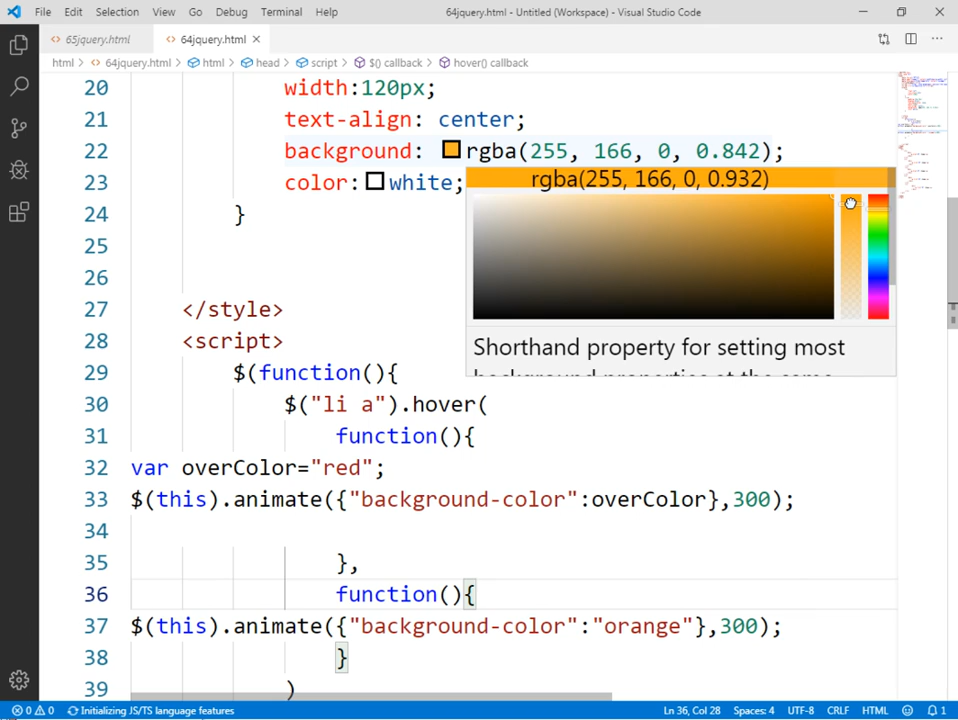 File Edit Selection View Go Debug Terminal Help 64jquery.html - Untitled (Workspace) - Visual Studio Code
65jquery.html 64jquery.html
html 64jquery.html html head script $() callback hover() callback
20 width:120px;
21 text-align: center;
22 background: rgba(255, 166, 0, 0.842);
rgba(255, 166, 0, 0.932)
23 color: white;
24 }
25
26
27 </style>
Shorthand property for setting most
28 <script>
29 $(function(){
30 $("li a").hover(
31 function(){
32 var overColor="red";
33 $(this).animate({"background-color":overColor},300);
34
35 },
36 function(){
37 $(this).animate({"background-color":"orange"},300);
38 }
39 )
0 0 Initializing JS/TS language features Ln 36, Col 28 Spaces: 4 UTF-8 CRLF HTML 1